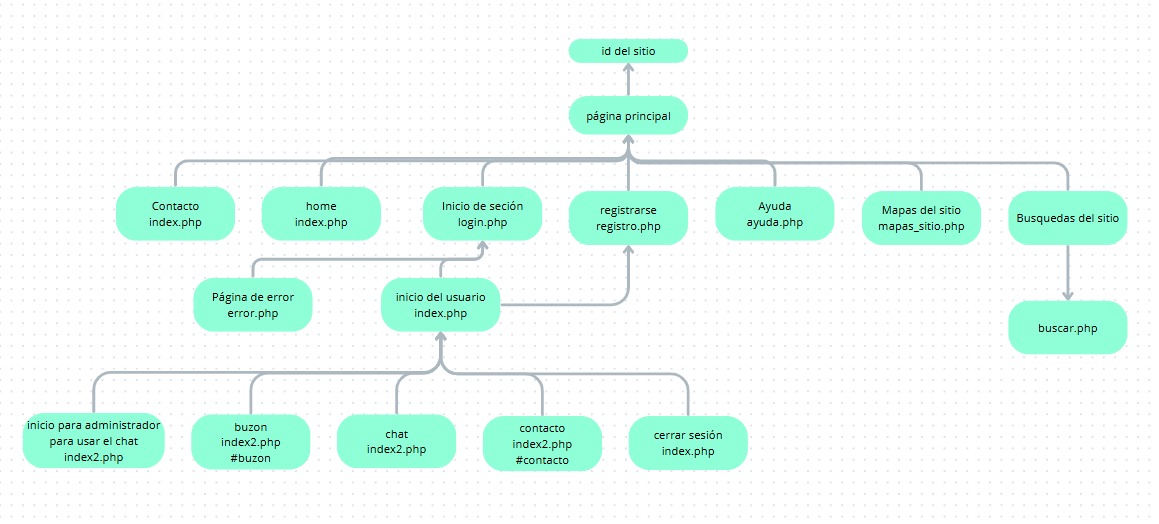 id del sitio
página principal
Contacto
index.php
home
index.php
Inicio de seción
login.php
registrarse
registro.php
Ayuda
ayuda.php
Mapas del sitio
mapas_sitio.php
Busquedas del sitio
Página de error
error.php
inicio del usuario
index.php
buscar.php
inicio para administrador
para usar el chat
index2.php
buzon
index2.php
#buzon
chat
index2.php
contacto
index2.php
#contacto
cerrar sesión
index.php